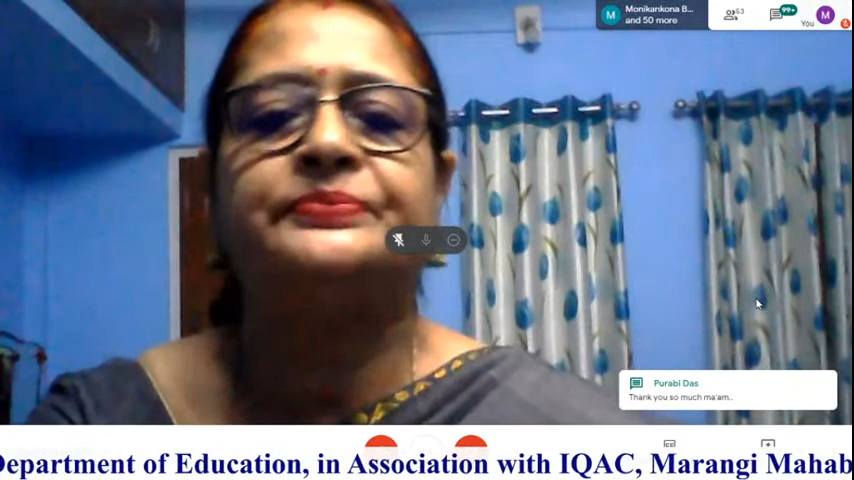 M Monikankona B...
and 50 more
63
99+
M
You
Purabi Das
Thank you so much ma'am..
Department of Education, in Association with IQAC, Marangi Mahab